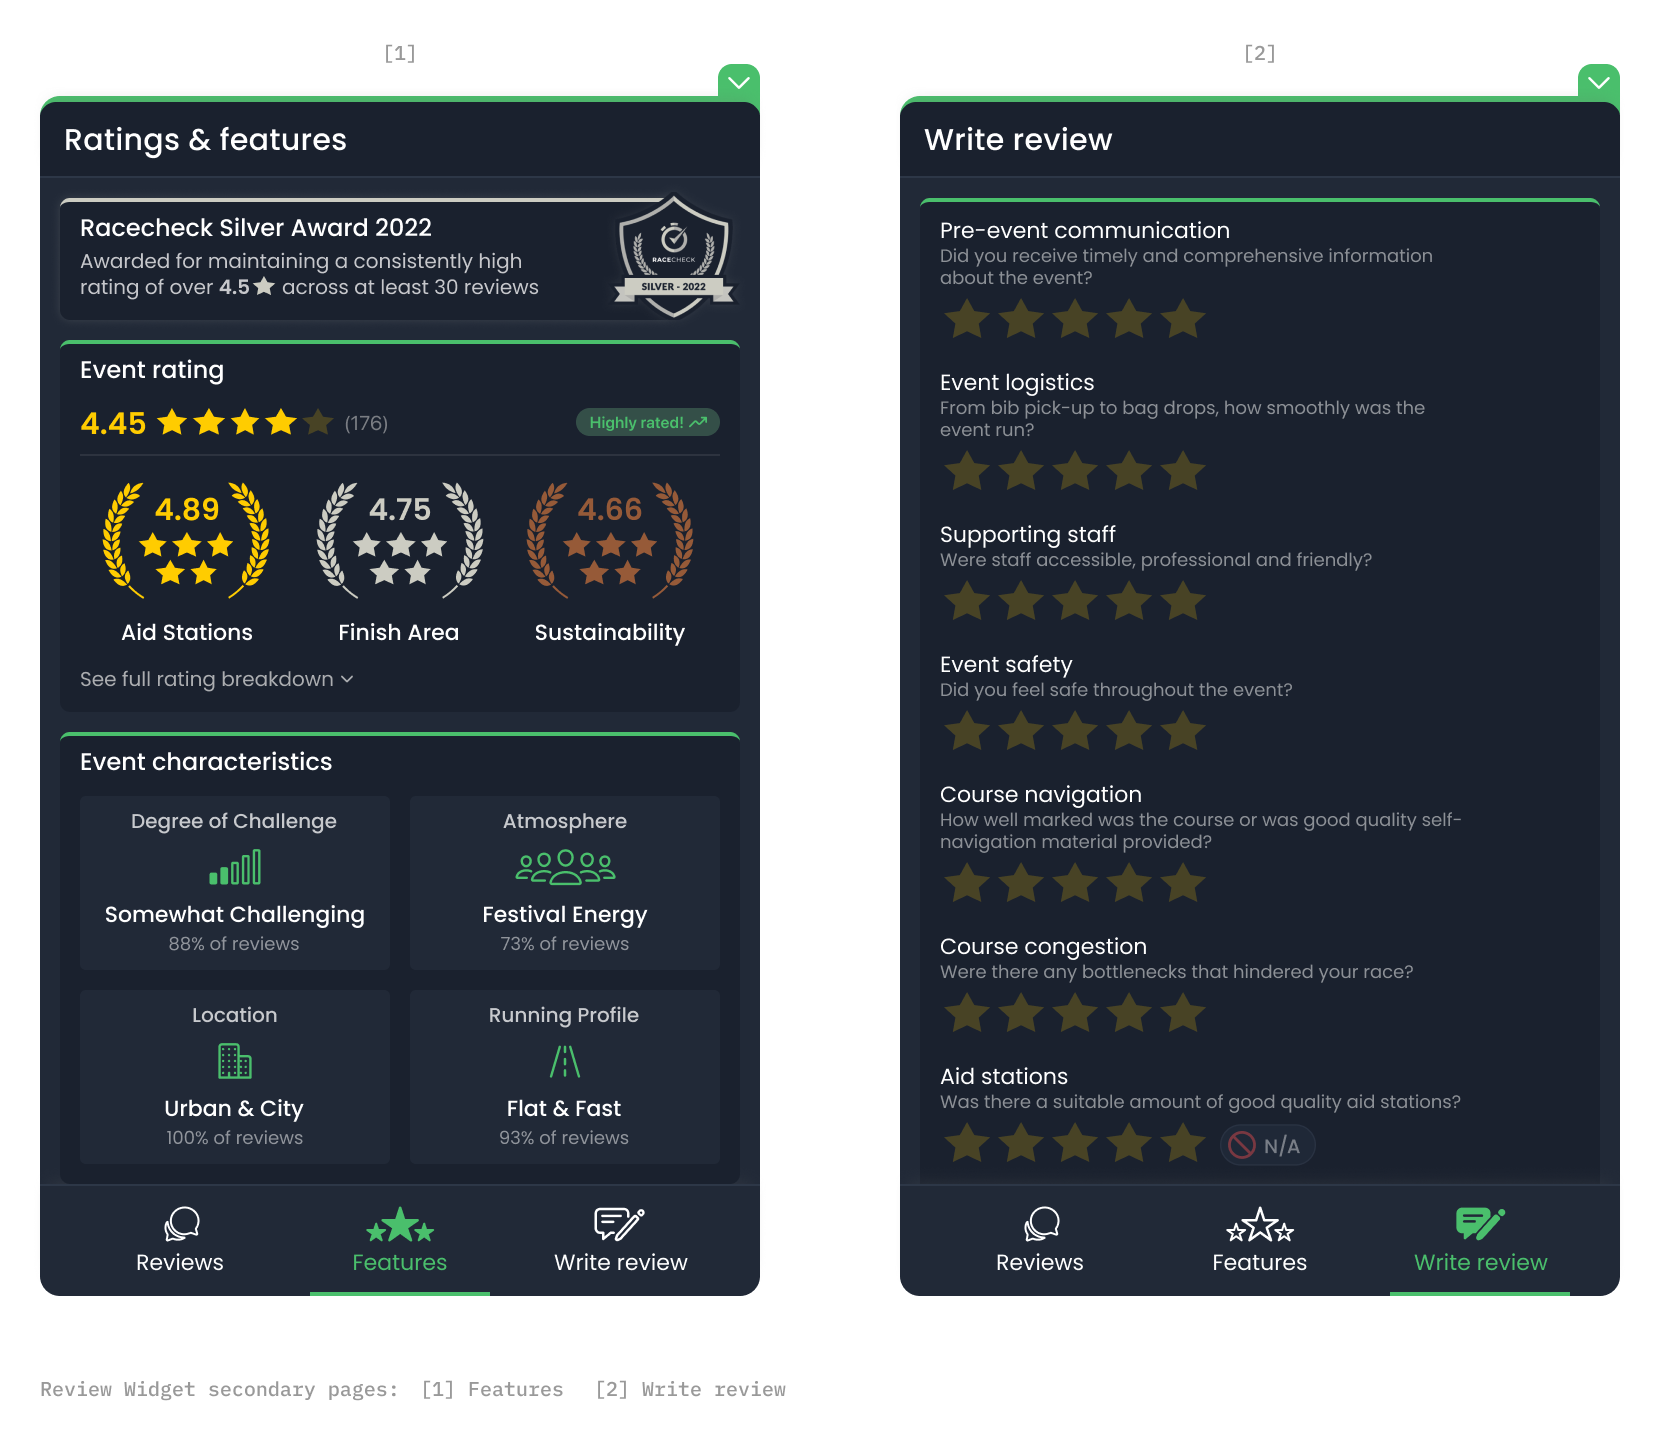 [1]
Ratings & features
Racecheck Silver Award 2022
Awarded for maintaining a consistently high
rating of over 4.5 across at least 30 reviews
RACECHECK
SILVER - 2022
Event rating
4.45 (176)
Highly rated!
4.89
4.75
4.66
Aid Stations
Finish Area
Sustainability
See full rating breakdown
Event characteristics
Degree of Challenge
Somewhat Challenging
88% of reviews
Atmosphere
Festival Energy
73% of reviews
Location
Urban & City
100% of reviews
Running Profile
Flat & Fast
93% of reviews
Reviews
Features
Write review
[2]
Write review
Pre-event communication
Did you receive timely and comprehensive information
about the event?
Event logistics
From bib pick-up to bag drops, how smoothly was the
event run?
Supporting staff
Were staff accessible, professional and friendly?
Event safety
Did you feel safe throughout the event?
Course navigation
How well marked was the course or was good quality self-
navigation material provided?
Course congestion
Were there any bottlenecks that hindered your race?
Aid stations
Was there a suitable amount of good quality aid stations?
N/A
Reviews
Features
Write review
Review Widget secondary pages: [1] Features [2] Write review